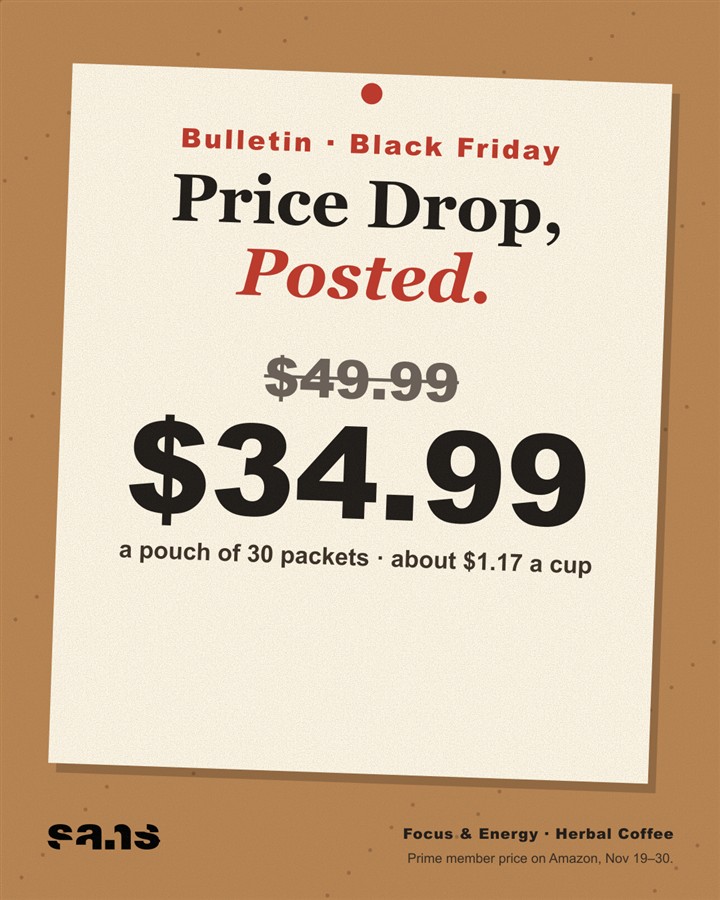 Bulletin · Black Friday
Price Drop,
Posted.
$49.99
$34.99
a pouch of 30 packets · about $1.17 a cup
sans
Focus & Energy · Herbal Coffee
Prime member price on Amazon, Nov 19–30.